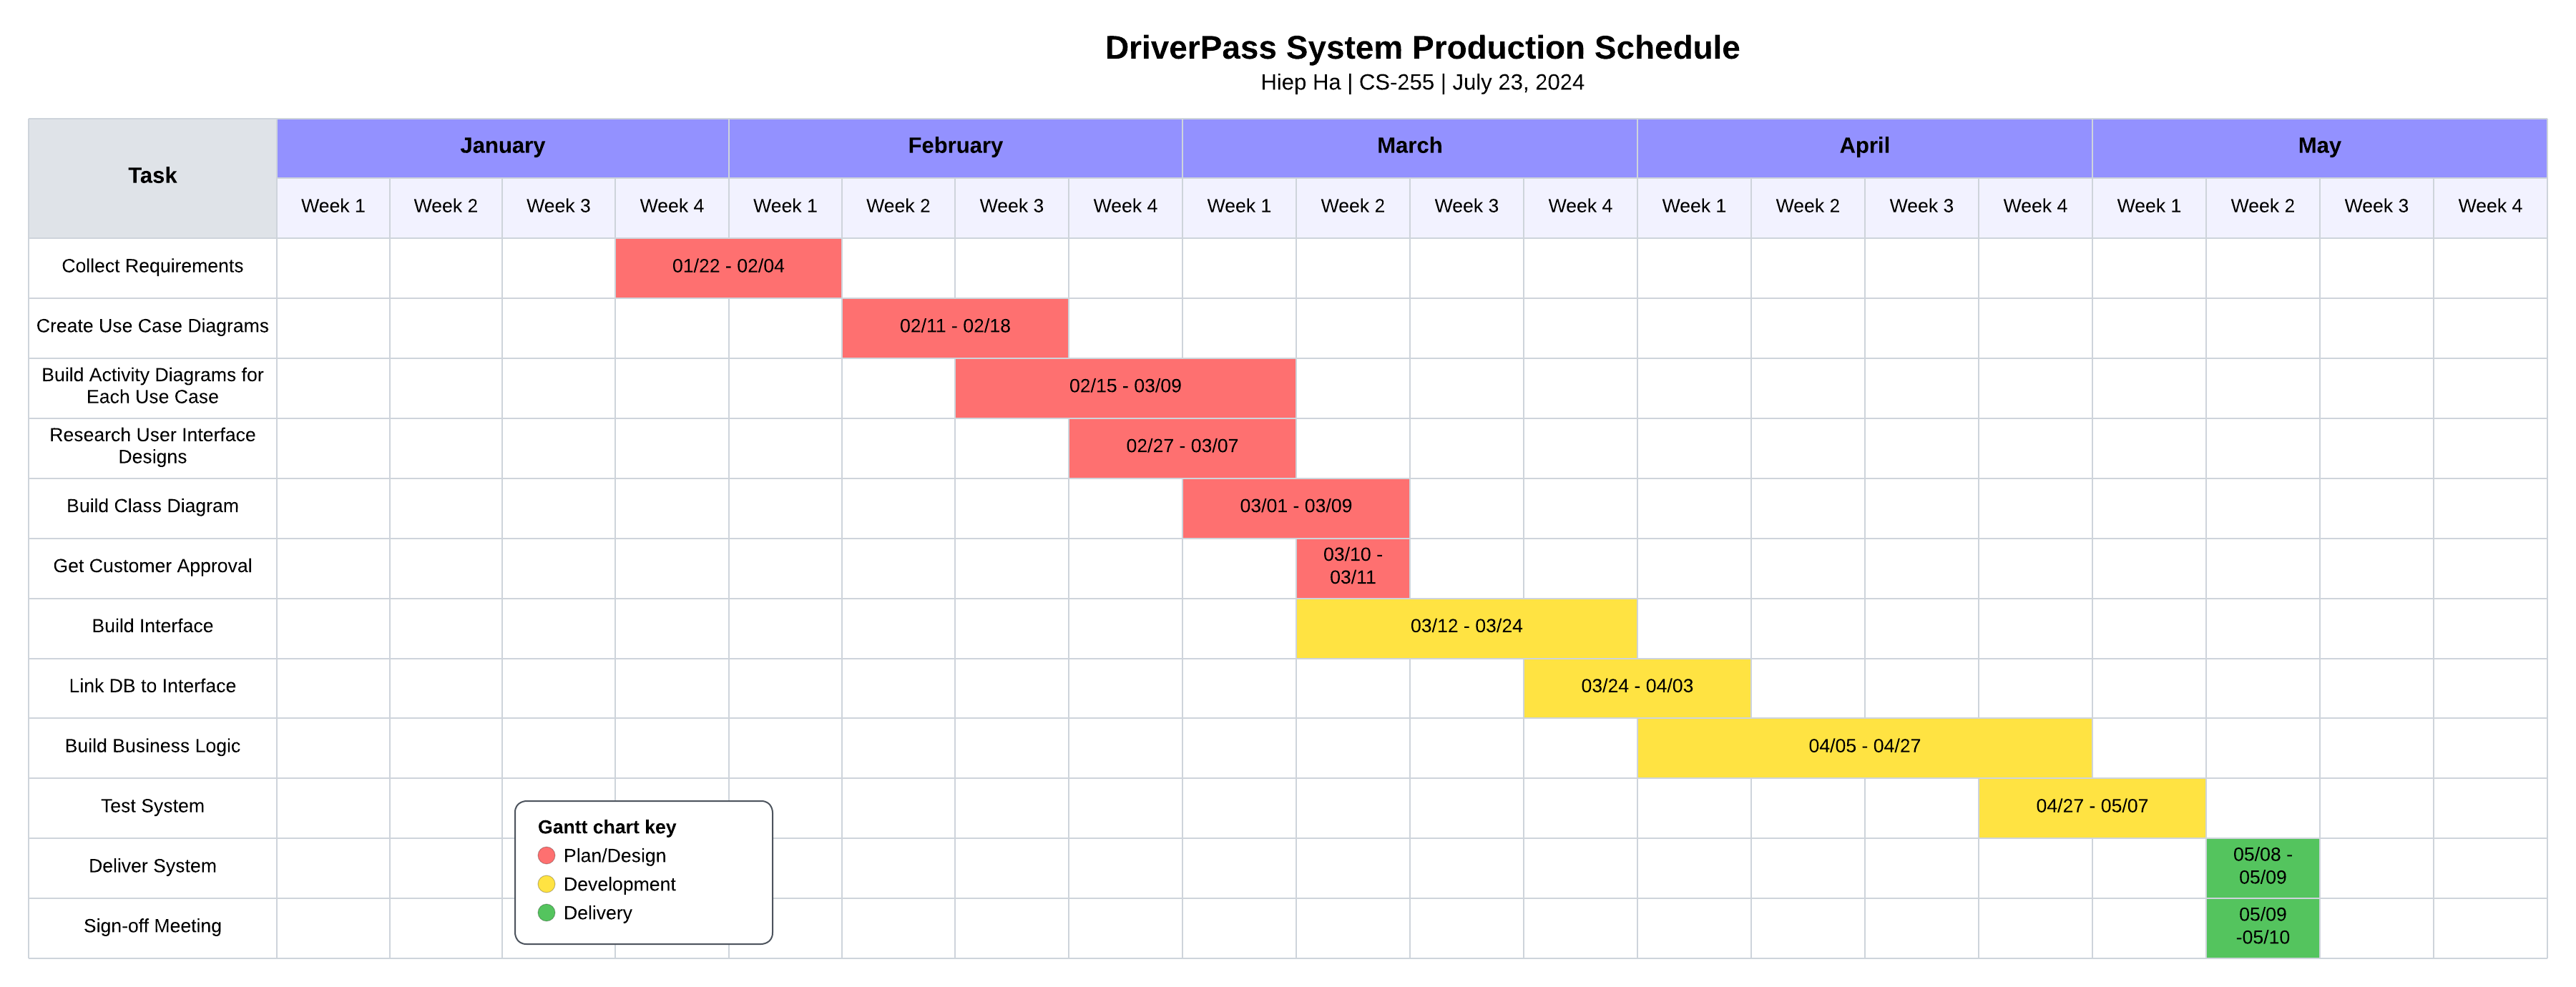 DriverPass System Production Schedule
Hiep Ha | CS-255 | July 23, 2024
Task
January
February
March
April
May
Week 1
Week 2
Week 3
Week 4
Week 1
Week 2
Week 3
Week 4
Week 1
Week 2
Week 3
Week 4
Week 1
Week 2
Week 3
Week 4
Week 1
Week 2
Week 3
Week 4
Collect Requirements
01/22 - 02/04
Create Use Case Diagrams
02/11 - 02/18
Build Activity Diagrams for
Each Use Case
02/15 - 03/09
Research User Interface
Designs
02/27 - 03/07
Build Class Diagram
03/01 - 03/09
Get Customer Approval
03/10 -
03/11
Build Interface
03/12 - 03/24
Link DB to Interface
03/24 - 04/03
Build Business Logic
04/05 - 04/27
Test System
04/27 - 05/07
Deliver System
05/08 -
05/09
Sign-off Meeting
05/09
-05/10
Gantt chart key
Plan/Design
Development
Delivery